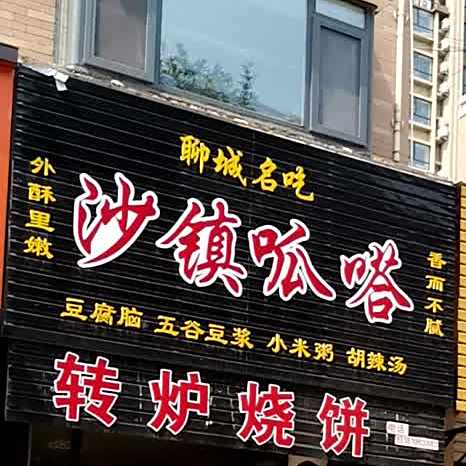 聊城名吃
外酥里嫩
沙镇呱嗒
香而不腻
豆腐脑 五谷豆浆 小米粥 胡辣汤
转炉烧饼